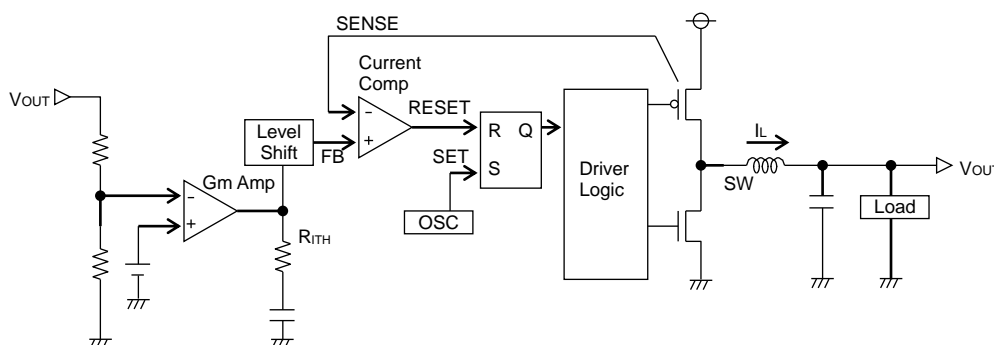 SENSE
Current
Comp
VOUT
RESET
Level
Shift
FB
R Q
S
SET
OSC
Gm Amp
RITH
Driver
Logic
IL
SW
VOUT
Load
-
+
-
+